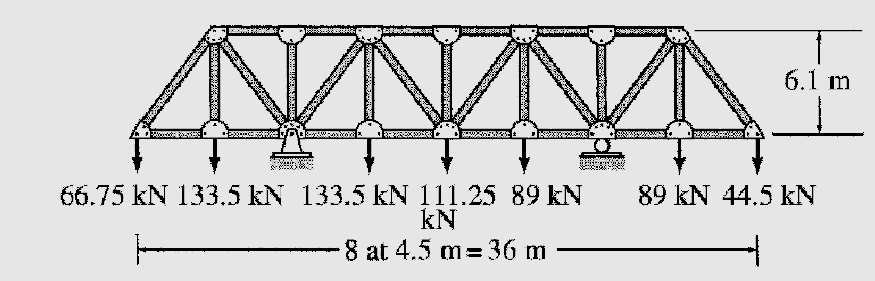 6.1 m
66.75 kN 133.5 kN 133.5 kN 111.25 89 kN 89 kN 44.5 kN
kN
8 at 4.5 m = 36 m